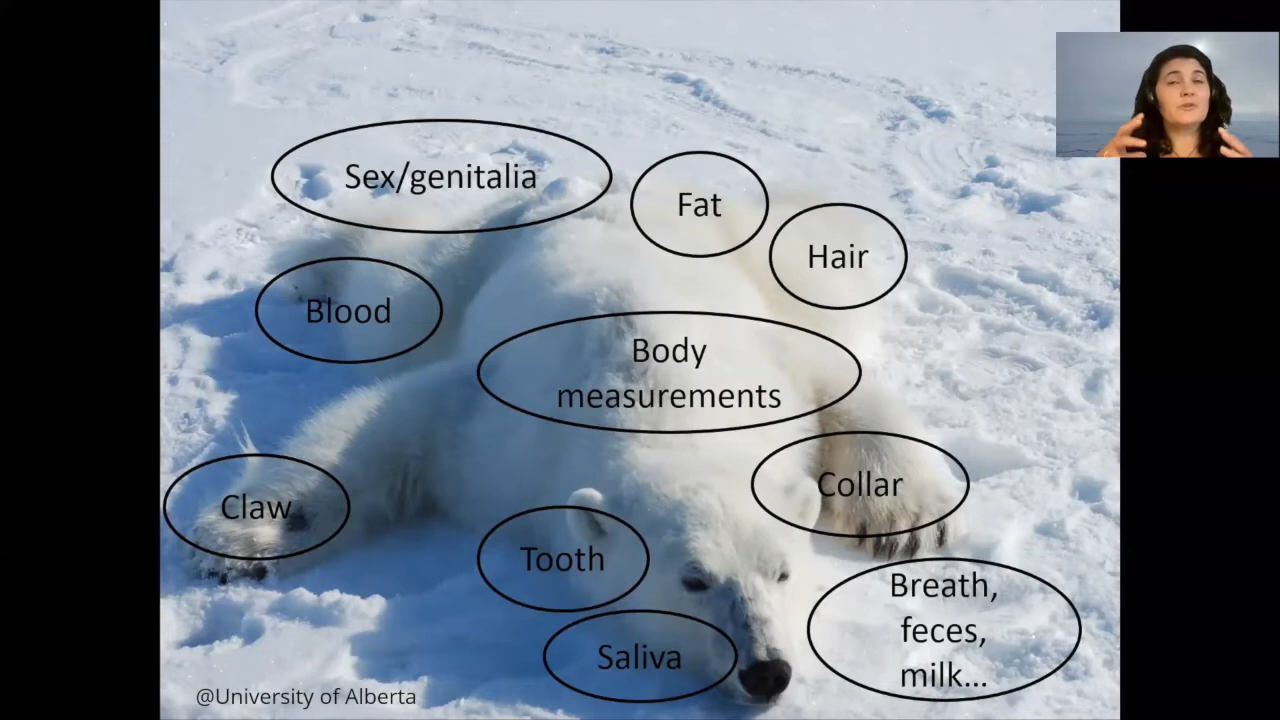 Sex/genitalia
Fat
Hair
Blood
Body
measurements
Collar
Claw
Tooth
Breath,
feces,
milk...
Saliva
@University of Alberta